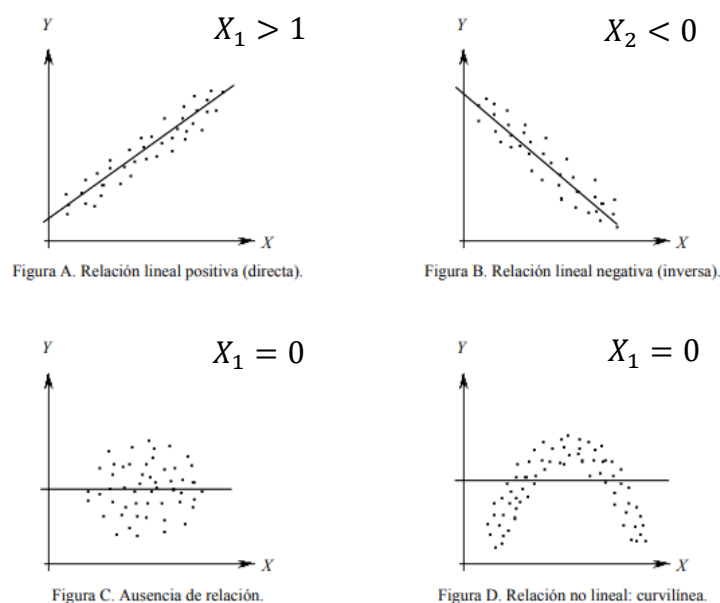 Y
X₁ > 1
X
Figura A. Relación lineal positiva (directa).
Y
X₂ < 0
X
Figura B. Relación lineal negativa (inversa).
Y
X₁ = 0
X
Figura C. Ausencia de relación.
Y
X₁ = 0
X
Figura D. Relación no lineal: curvilínea.